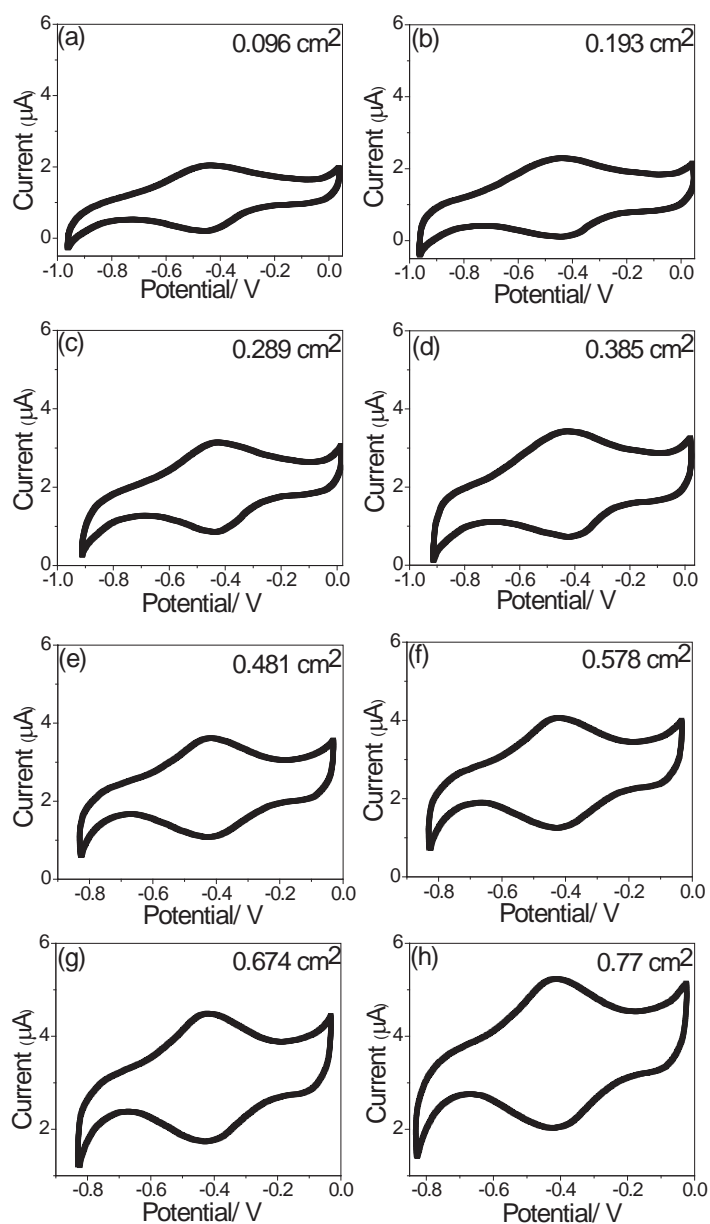 (a) 0.096 cm2
6
4
2
0
Current (μA)
-1.0 -0.8 -0.6 -0.4 -0.2 0.0
Potential/ V
(b) 0.193 cm2
6
4
2
0
Current (μA)
-1.0 -0.8 -0.6 -0.4 -0.2 0.0
Potential/ V
(c) 0.289 cm2
6
4
2
0
Current (μA)
-1.0 -0.8 -0.6 -0.4 -0.2 0.0
Potential/ V
(d) 0.385 cm2
6
4
2
0
Current (μA)
-1.0 -0.8 -0.6 -0.4 -0.2 0.0
Potential/ V
(e) 0.481 cm2
6
4
2
0
Current (μA)
-0.8 -0.6 -0.4 -0.2 0.0
Potential/ V
(f) 0.578 cm2
6
4
2
0
Current (μA)
-0.8 -0.6 -0.4 -0.2 0.0
Potential/ V
(g) 0.674 cm2
6
4
2
Current (μA)
-0.8 -0.6 -0.4 -0.2 0.0
Potential/ V
(h) 0.77 cm2
6
4
2
Current (μA)
-0.8 -0.6 -0.4 -0.2 0.0
Potential/ V